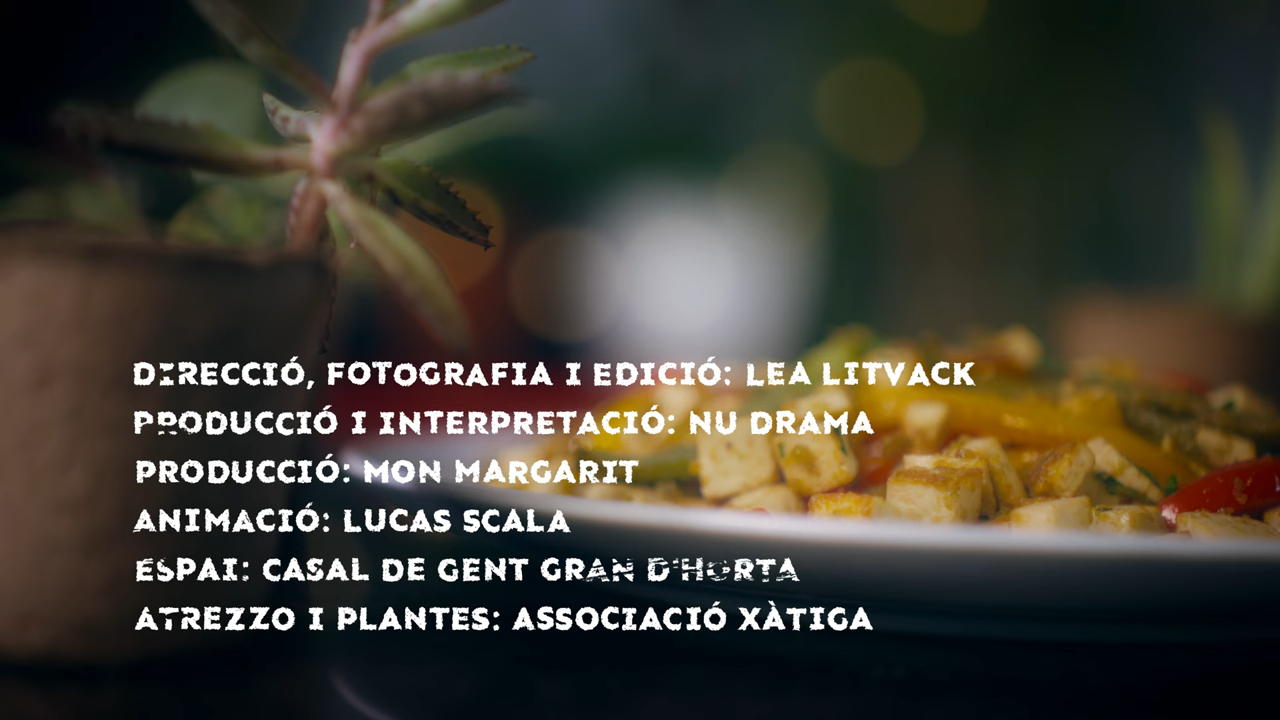 DIRECCIÓ, FOTOGRAFIA I EDICIÓ: LEA LITVACK
PRODUCCIÓ I INTERPRETACIÓ: NU DRAMA
PRODUCCIÓ: MON MARGARIT
ANIMACIÓ: LUCAS SCALA
ESPAI: CASAL DE GENT GRAN D'HORTA
ATREZZO I PLANTES: ASSOCIACIÓ XÀTIGA